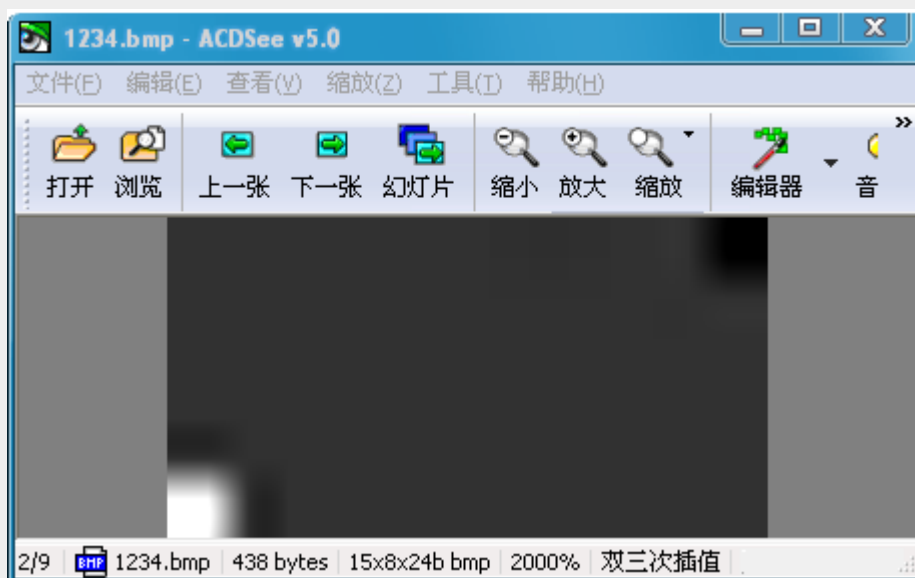 1234.bmp - ACDSee v5.0
文件(F) 编辑(E) 查看(V) 缩放(Z) 工具(T) 帮助(H)
打开 浏览 上一张 下一张 幻灯片 缩小 放大 缩放 编辑器 音
2/9 BMP 1234.bmp 438 bytes 15x8x24b bmp 2000% 双三次插值